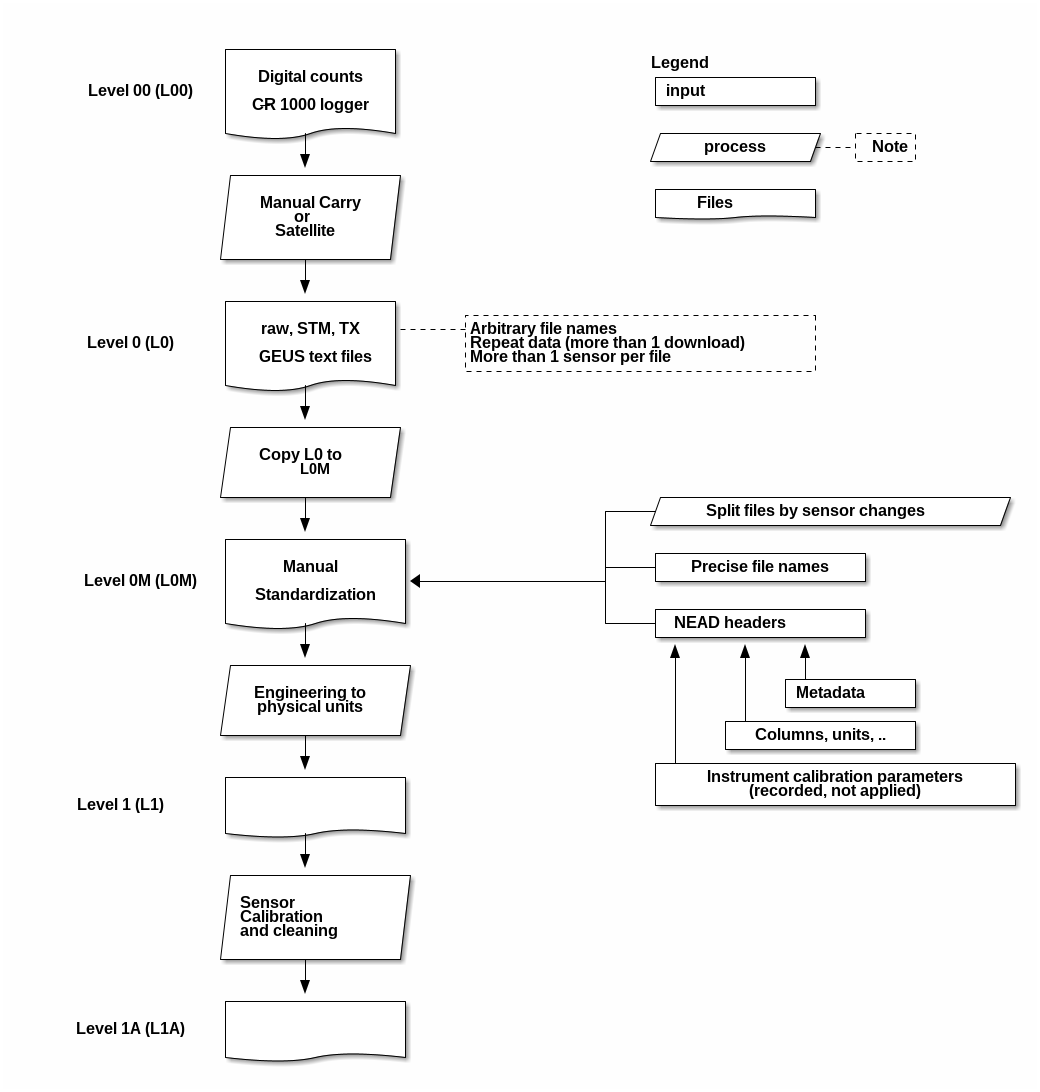 Legend
Level 00 (L00)
Digital counts
CR 1000 logger
input
process
Note
Manual Carry
or
Satellite
Files
Level 0 (L0)
raw, STM, TX
GEUS text files
Arbitrary file names
Repeat data (more than 1 download)
More than 1 sensor per file
Copy L0 to
L0M
Split files by sensor changes
Level 0M (L0M)
Manual
Standardization
Precise file names
NEAD headers
Engineering to
physical units
Metadata
Columns, units, ..
Instrument calibration parameters
(recorded, not applied)
Level 1 (L1)
Sensor
Calibration
and cleaning
Level 1A (L1A)